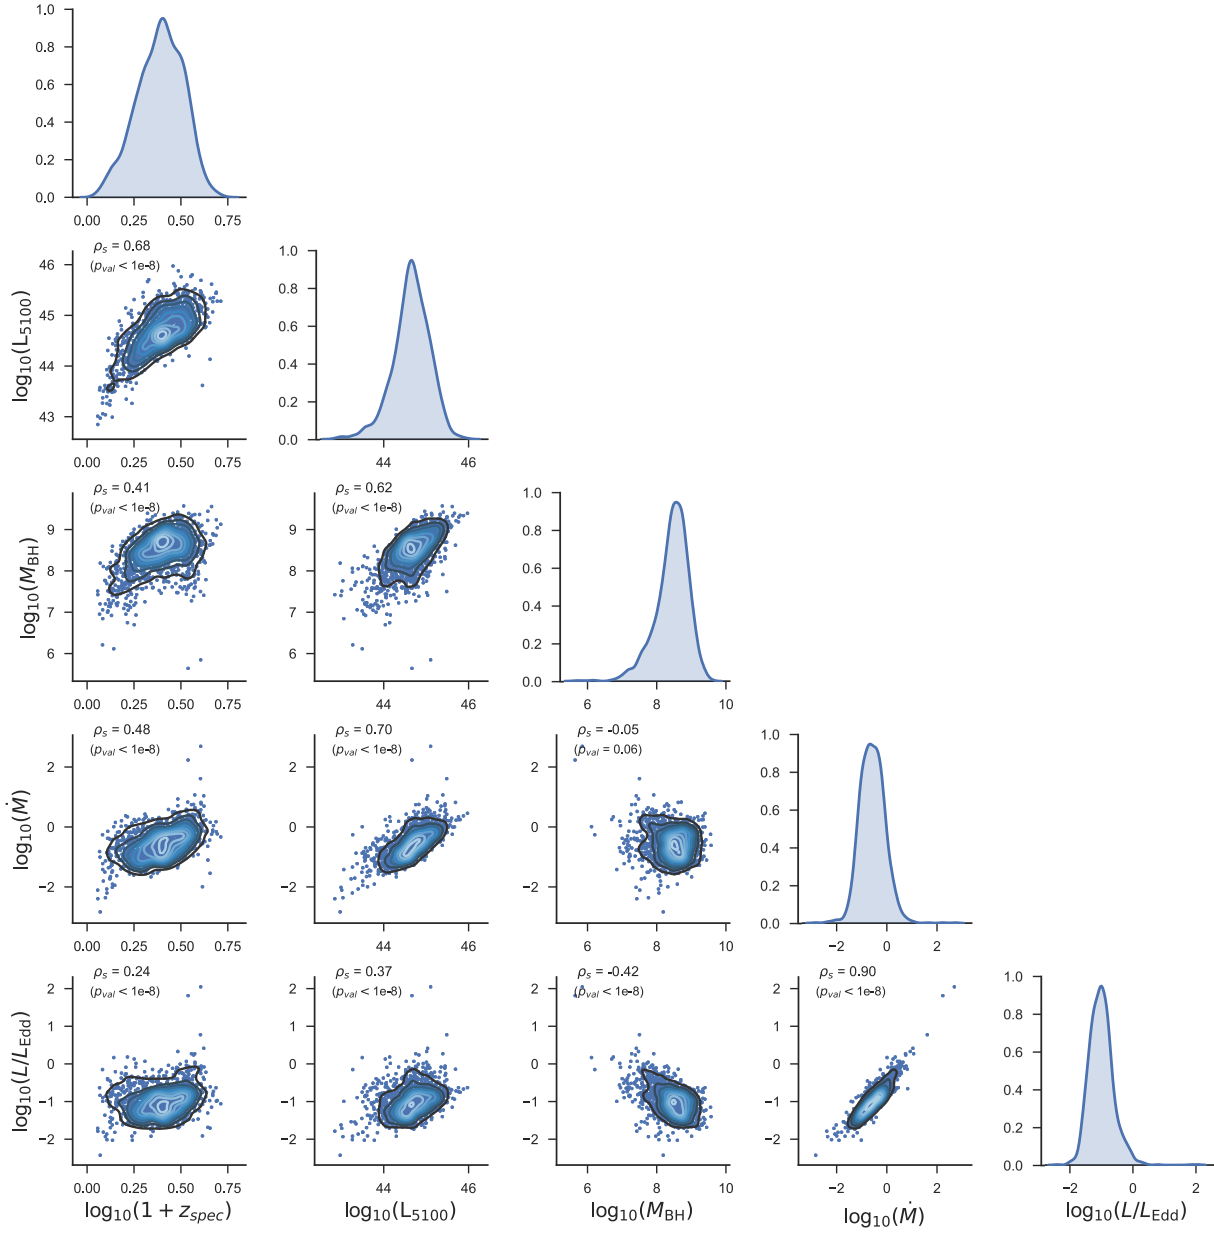 1.0
0.8
0.6
0.4
0.2
0.0
0.00 0.25 0.50 0.75
ρs = 0.68
(pval < 1e-8)
46
45
44
43
log10(L5100)
0.00 0.25 0.50 0.75
1.0
0.8
0.6
0.4
0.2
0.0
44 46
ρs = 0.41
(pval < 1e-8)
9
8
7
6
log10(MBH)
0.00 0.25 0.50 0.75
ρs = 0.62
(pval < 1e-8)
44 46
1.0
0.8
0.6
0.4
0.2
0.0
6 8 10
ρs = 0.48
(pval < 1e-8)
2
0
−2
log10(Ṁ)
0.00 0.25 0.50 0.75
ρs = 0.70
(pval < 1e-8)
2
0
−2
44 46
ρs = -0.05
(pval = 0.06)
2
0
−2
6 8 10
1.0
0.8
0.6
0.4
0.2
0.0
−2 0 2
ρs = 0.24
(pval < 1e-8)
2
1
0
−1
−2
log10(L/LEdd)
0.00 0.25 0.50 0.75
log10(1 + zspec)
ρs = 0.37
(pval < 1e-8)
2
1
0
−1
−2
44 46
log10(L5100)
ρs = -0.42
(pval < 1e-8)
2
1
0
−1
−2
6 8 10
log10(MBH)
ρs = 0.90
(pval < 1e-8)
2
1
0
−1
−2
−2 0 2
log10(Ṁ)
1.0
0.8
0.6
0.4
0.2
0.0
−2 0 2
log10(L/LEdd)